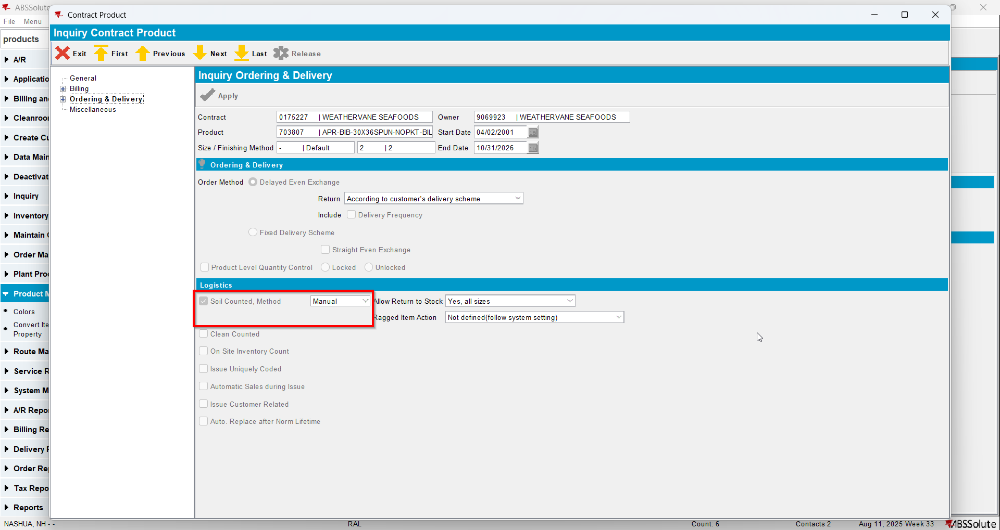 ABSSolute
Contract Product
File Menu
Inquiry Contract Product
products
Exit First Previous Next Last Release
A/R
Inquiry Ordering & Delivery
General
Applicatio
Billing
Apply
Billing an
Ordering & Delivery
Miscellaneous
Contract 0175227 | WEATHERVANE SEAFOODS Owner 9069923 | WEATHERVANE SEAFOODS
Cleanroo
Product 703807 | APR-BIB-30X36SPUN-NOPKT-BIL Start Date 04/02/2001 16
Create Cu
Size / Finishing Method - | Default 2 | 2 End Date 10/31/2026 16
Data Main
Ordering & Delivery
Deactivat
Order Method Delayed Even Exchange
Inquiry
Return According to customer's delivery scheme
Inventory
Include Delivery Frequency
Maintain
Fixed Delivery Scheme
Straight Even Exchange
Order Ma
Product Level Quantity Control Locked Unlocked
Plant Pro
Logistics
Product M
Soil Counted, Method Manual Allow Return to Stock Yes, all sizes
Colors
Ragged Item Action Not defined(follow system setting)
Convert Ite
Property
Clean Counted
Route Ma
On Site Inventory Count
Service R
Issue Uniquely Coded
System M
Automatic Sales during Issue
A/R Repo
Issue Customer Related
Billing Re
Auto. Replace after Norm Lifetime
Delivery
Order Re
Tax Repo
Reports
NASHUA, NH - - RAL Count: 6 Contacts 2 Aug 11, 2025 Week 33 ABSSolute